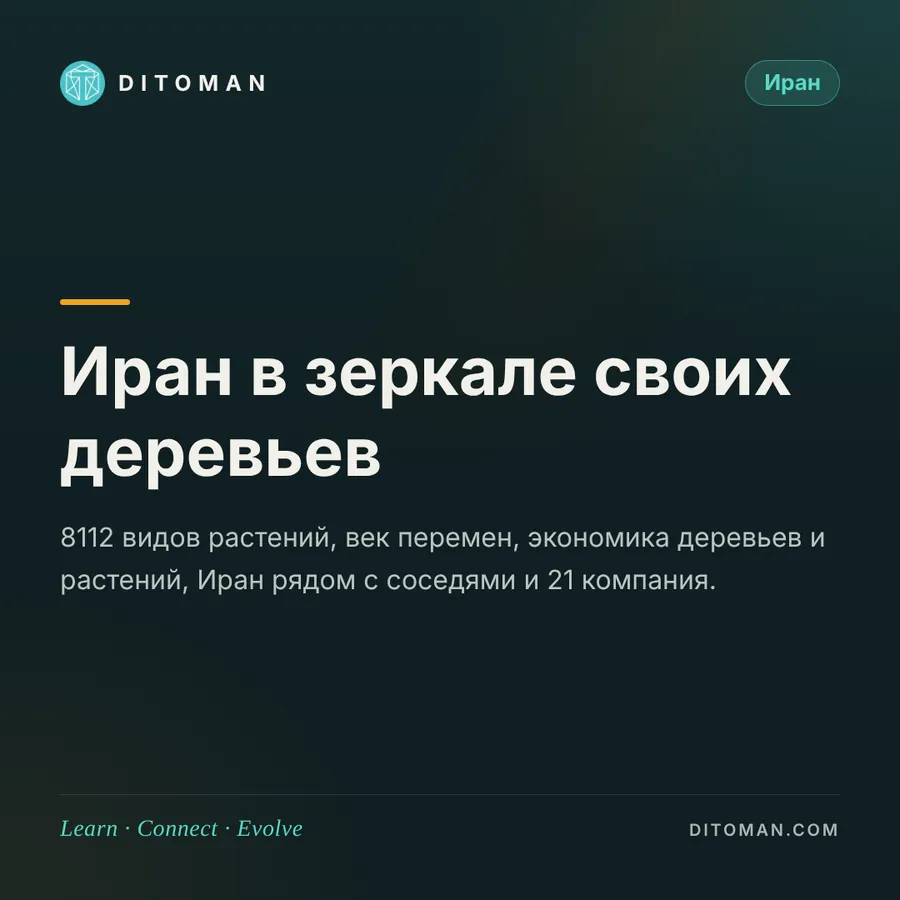 DITOMAN
Иран
Иран в зеркале своих
деревьев
8112 видов растений, век перемен, экономика деревьев и
растений, Иран рядом с соседями и 21 компания.
Learn · Connect · Evolve
DITOMAN.COM